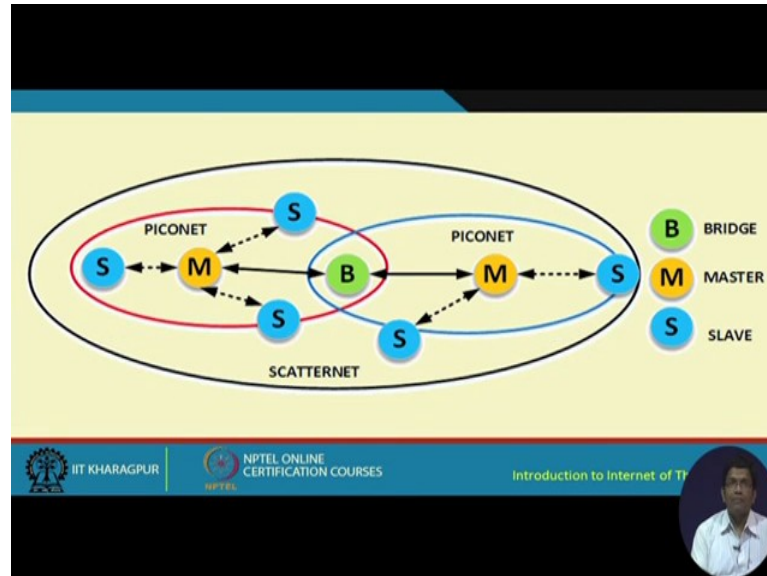 S
PICONET
PICONET
S
M
B
M
S
S
S
SCATTERNET
B BRIDGE
M MASTER
S SLAVE
IIT KHARAGPUR
NPTEL
NPTEL ONLINE
CERTIFICATION COURSES
Introduction to Internet of Th